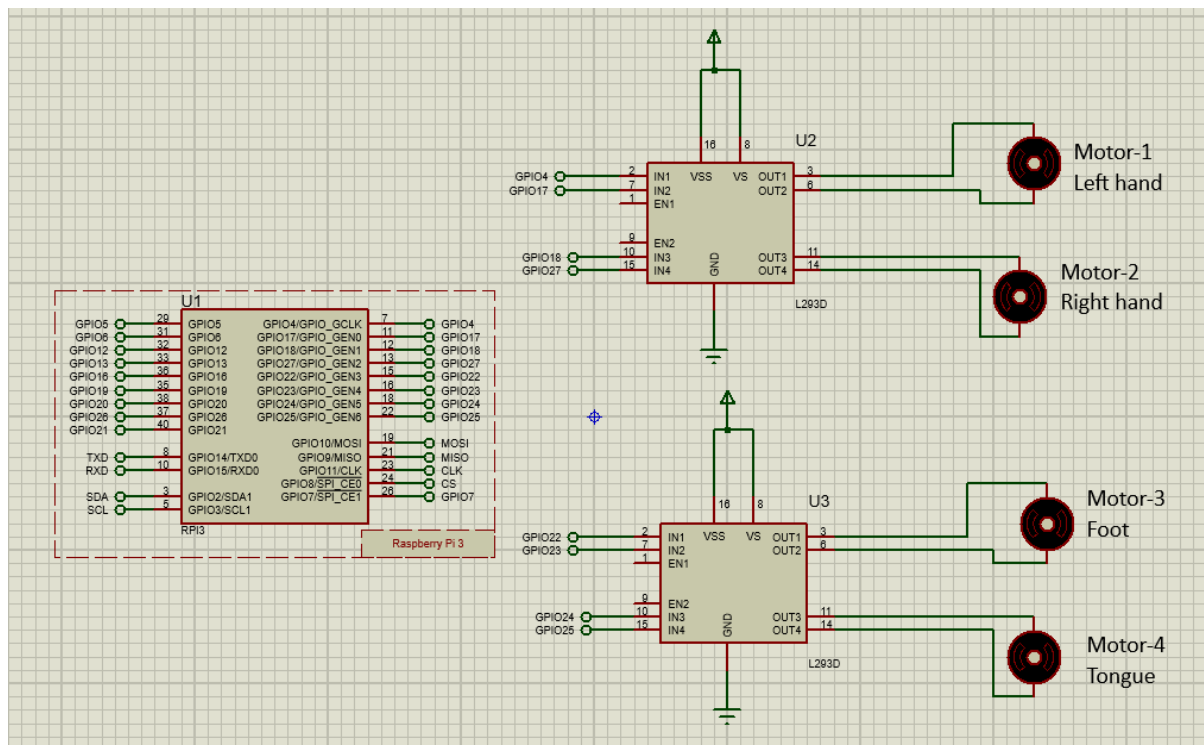 U2
16 8
GPIO4 2 IN1 VSS VS OUT1 3
GPIO17 7 IN2 OUT2 6
1 EN1
Motor-1
Left hand
9 EN2
GPIO18 10 IN3 OUT3 11
GPIO27 15 IN4 GND OUT4 14
L293D
Motor-2
Right hand
U1
GPIO5 29 GPIO5 GPIO4/GPIO_GCLK 7 GPIO4
GPIO6 31 GPIO6 GPIO17/GPIO_GEN0 11 GPIO17
GPIO12 32 GPIO12 GPIO18/GPIO_GEN1 12 GPIO18
GPIO13 33 GPIO13 GPIO27/GPIO_GEN2 13 GPIO27
GPIO16 36 GPIO16 GPIO22/GPIO_GEN3 15 GPIO22
GPIO19 35 GPIO19 GPIO23/GPIO_GEN4 16 GPIO23
GPIO20 38 GPIO20 GPIO24/GPIO_GEN5 18 GPIO24
GPIO26 37 GPIO26 GPIO25/GPIO_GEN6 22 GPIO25
GPIO21 40 GPIO21
GPIO10/MOSI 19 MOSI
TXD 8 GPIO14/TXD0 GPIO9/MISO 21 MISO
RXD 10 GPIO15/RXD0 GPIO11/CLK 23 CLK
GPIO8/SPI_CE0 24 CS
SDA 3 GPIO2/SDA1 GPIO7/SPI_CE1 26 GPIO7
SCL 5 GPIO3/SCL1
RPI3
Raspberry Pi 3
U3
16 8
GPIO22 2 IN1 VSS VS OUT1 3
GPIO23 7 IN2 OUT2 6
1 EN1
Motor-3
Foot
9 EN2
GPIO24 10 IN3 OUT3 11
GPIO25 15 IN4 GND OUT4 14
L293D
Motor-4
Tongue